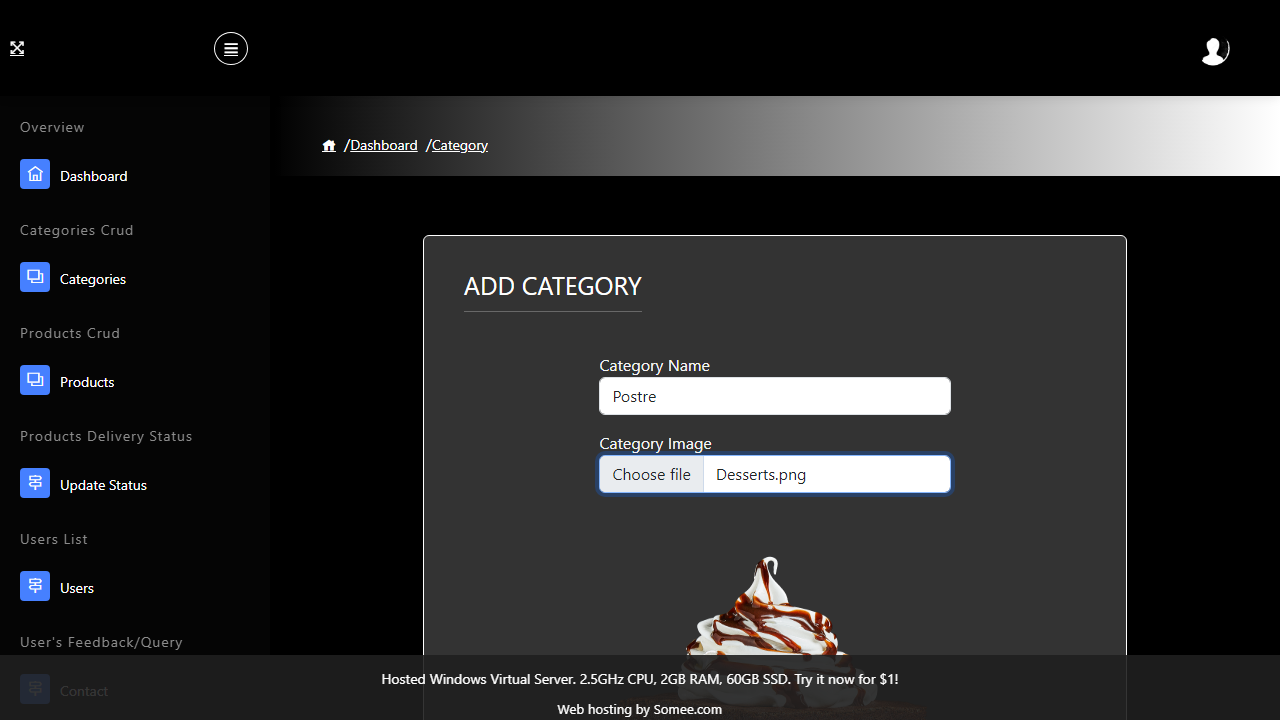 Overview
Dashboard
Categories Crud
Categories
Products Crud
Products
Products Delivery Status
Update Status
Users List
Users
User's Feedback/Query
Contact
/Dashboard /Category
ADD CATEGORY
Category Name
Postre
Category Image
Choose file Desserts.png
Hosted Windows Virtual Server. 2.5GHz CPU, 2GB RAM, 60GB SSD. Try it now for $1!
Web hosting by Somee.com